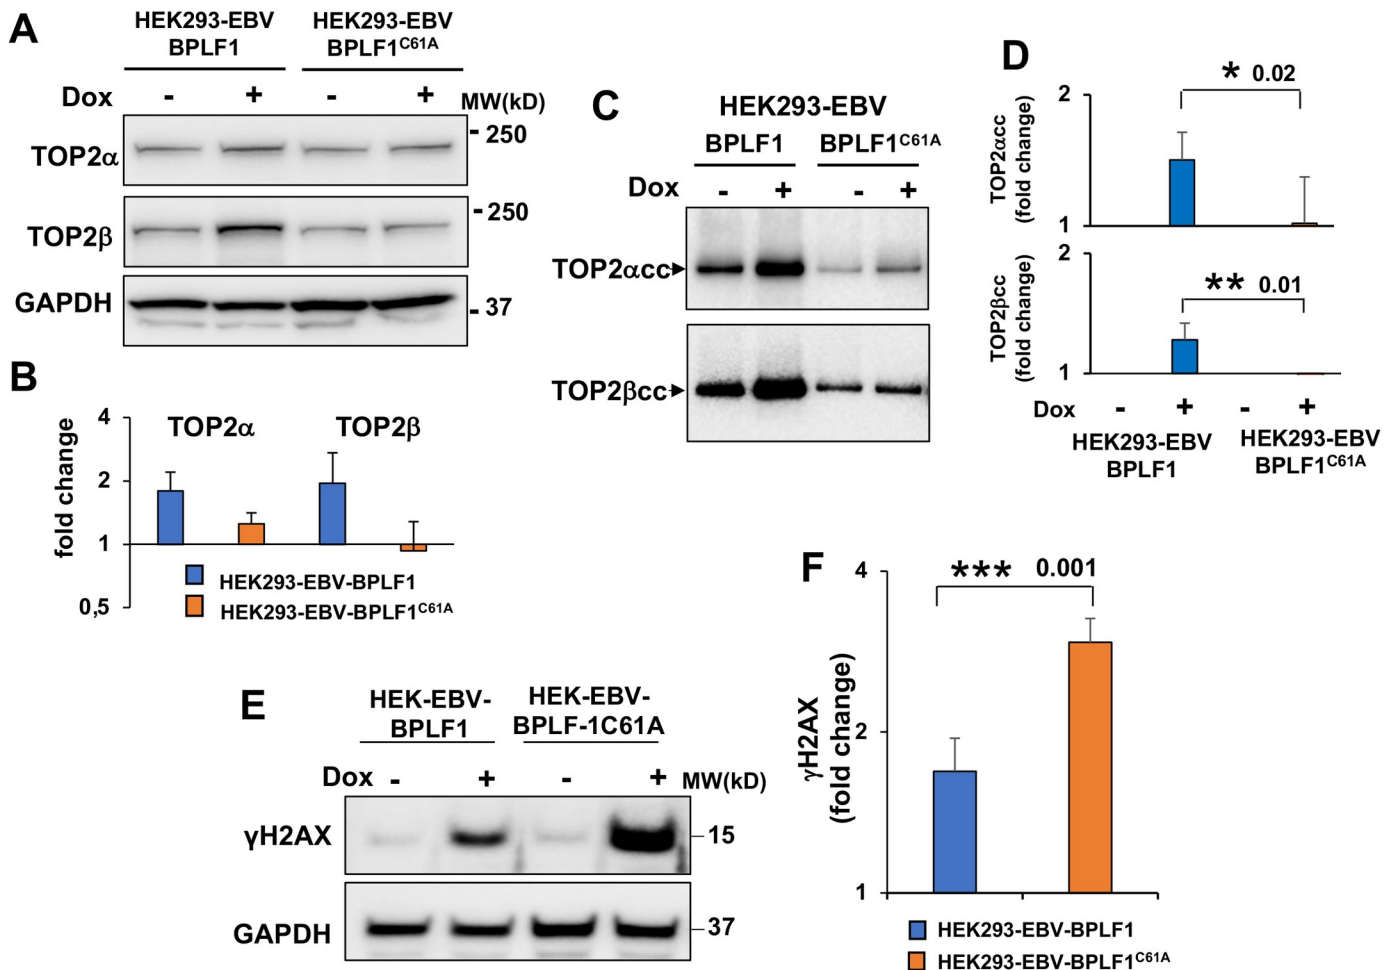 A
HEK293-EBV
BPLF1
HEK293-EBV
BPLF1C61A
Dox - + - + MW(kD)
TOP2α
- 250
TOP2β
- 250
GAPDH
- 37
B
fold change
4
2
1
0,5
TOP2α TOP2β
HEK293-EBV-BPLF1
HEK293-EBV-BPLF1C61A
C
HEK293-EBV
BPLF1 BPLF1C61A
Dox - + - +
TOP2αcc
TOP2βcc
D
TOP2αcc
(fold change)
2
1
* 0.02
TOP2βcc
(fold change)
2
1
** 0.01
Dox - + - +
HEK293-EBV
BPLF1
HEK293-EBV
BPLF1C61A
E
HEK-EBV-
BPLF1
HEK-EBV-
BPLF-1C61A
Dox - + - + MW(kD)
γH2AX
15
GAPDH
37
F
γH2AX
(fold change)
4
2
1
*** 0.001
HEK293-EBV-BPLF1
HEK293-EBV-BPLF1C61A